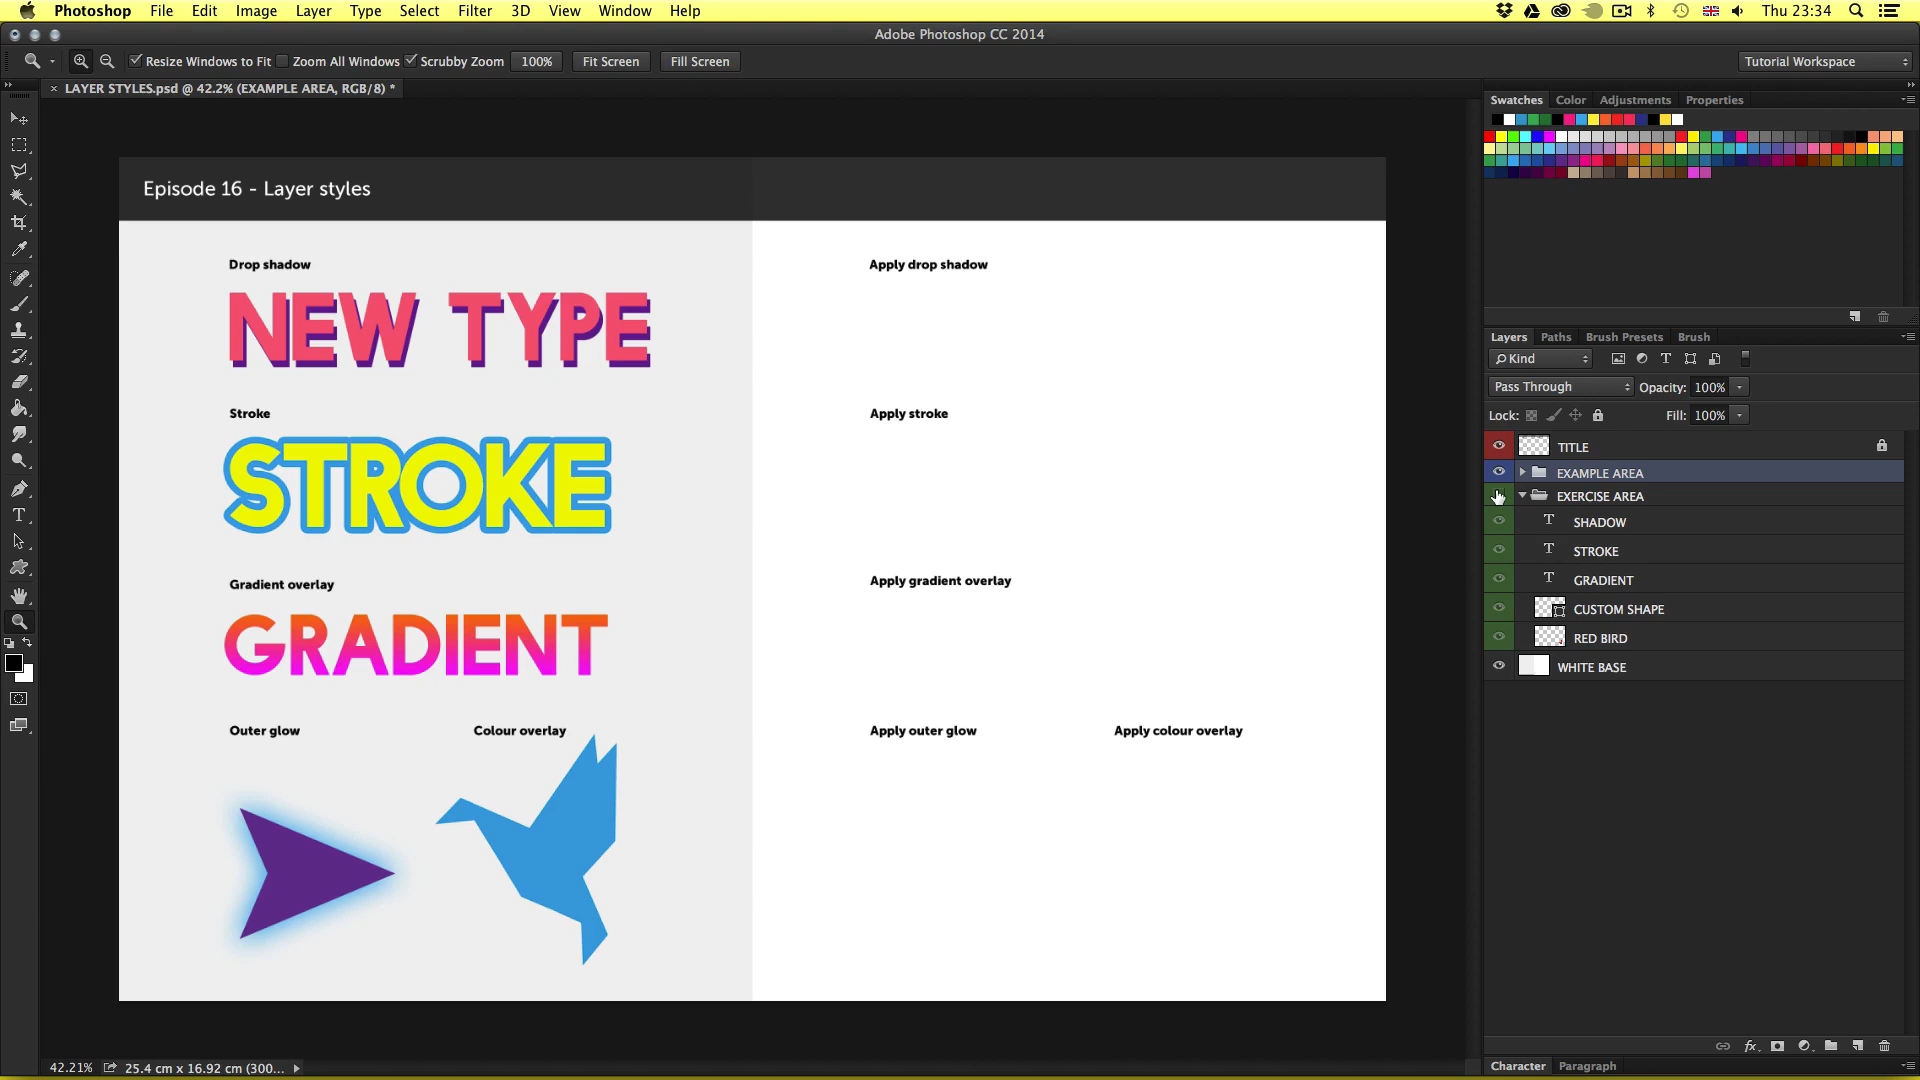 Photoshop File Edit Image Layer Type Select Filter 3D View Window Help Thu 23:34
Adobe Photoshop CC 2014
Resize Windows to Fit Zoom All Windows Scrubby Zoom 100% Fit Screen Fill Screen Tutorial Workspace
× LAYER STYLES.psd @ 42.2% (EXAMPLE AREA, RGB/8) *
Swatches Color Adjustments Properties
Episode 16 - Layer styles
Drop shadow
NEW TYPE
Stroke
STROKE
Gradient overlay
GRADIENT
Outer glow Colour overlay
Apply drop shadow
Apply stroke
Apply gradient overlay
Apply outer glow Apply colour overlay
Layers Paths Brush Presets Brush
Kind
Pass Through Opacity: 100%
Lock: Fill: 100%
TITLE
EXAMPLE AREA
EXERCISE AREA
T SHADOW
T STROKE
T GRADIENT
CUSTOM SHAPE
RED BIRD
WHITE BASE
fx
Character Paragraph
42.21% 25.4 cm x 16.92 cm (300...